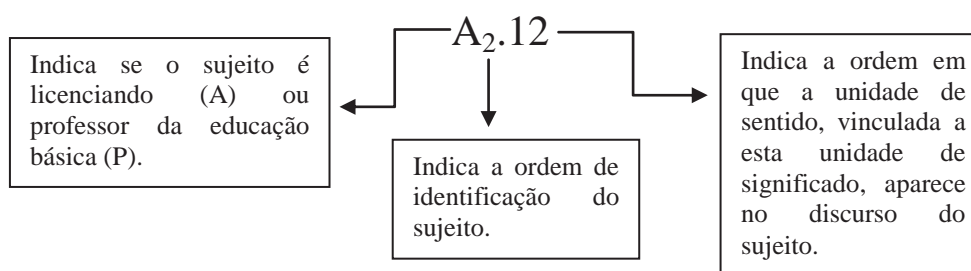 A₂.12
Indica se o sujeito é
licenciando (A) ou
professor da educação
básica (P).
Indica a ordem de
identificação do
sujeito.
Indica a ordem em
que a unidade de
sentido, vinculada a
esta unidade de
significado, aparece
no discurso do
sujeito.